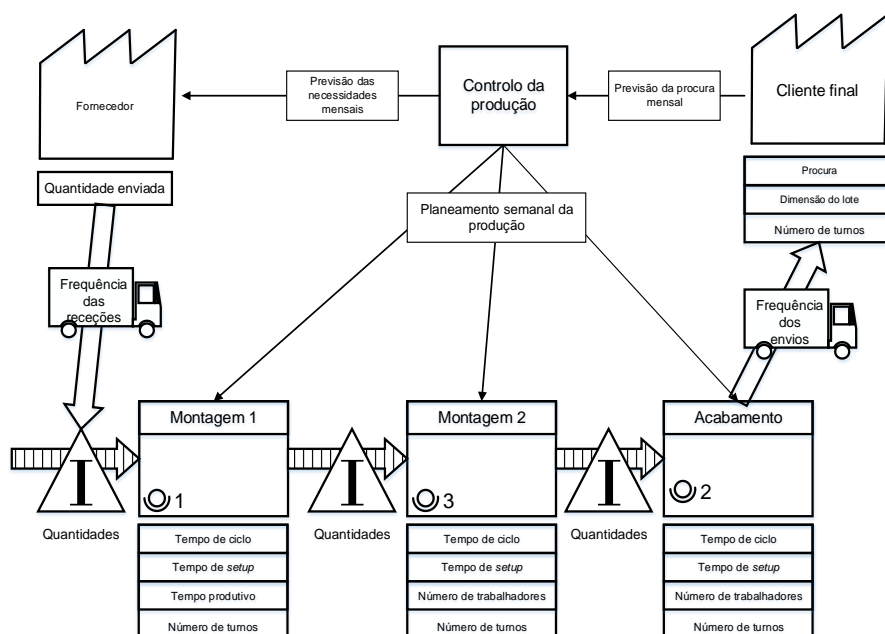 Fornecedor
Previsão das
necessidades
mensais
Controlo da
produção
Previsão da procura
mensal
Cliente final
Quantidade enviada
Procura
Dimensão do lote
Número de turnos
Planeamento semanal da
produção
Frequência
das
receções
Frequência
dos
envios
Montagem 1
Montagem 2
Acabamento
I
1
I
3
I
2
Quantidades
Quantidades
Quantidades
Tempo de ciclo
Tempo de setup
Tempo produtivo
Número de turnos
Tempo de ciclo
Tempo de setup
Número de trabalhadores
Número de turnos
Tempo de ciclo
Tempo de setup
Número de trabalhadores
Número de turnos